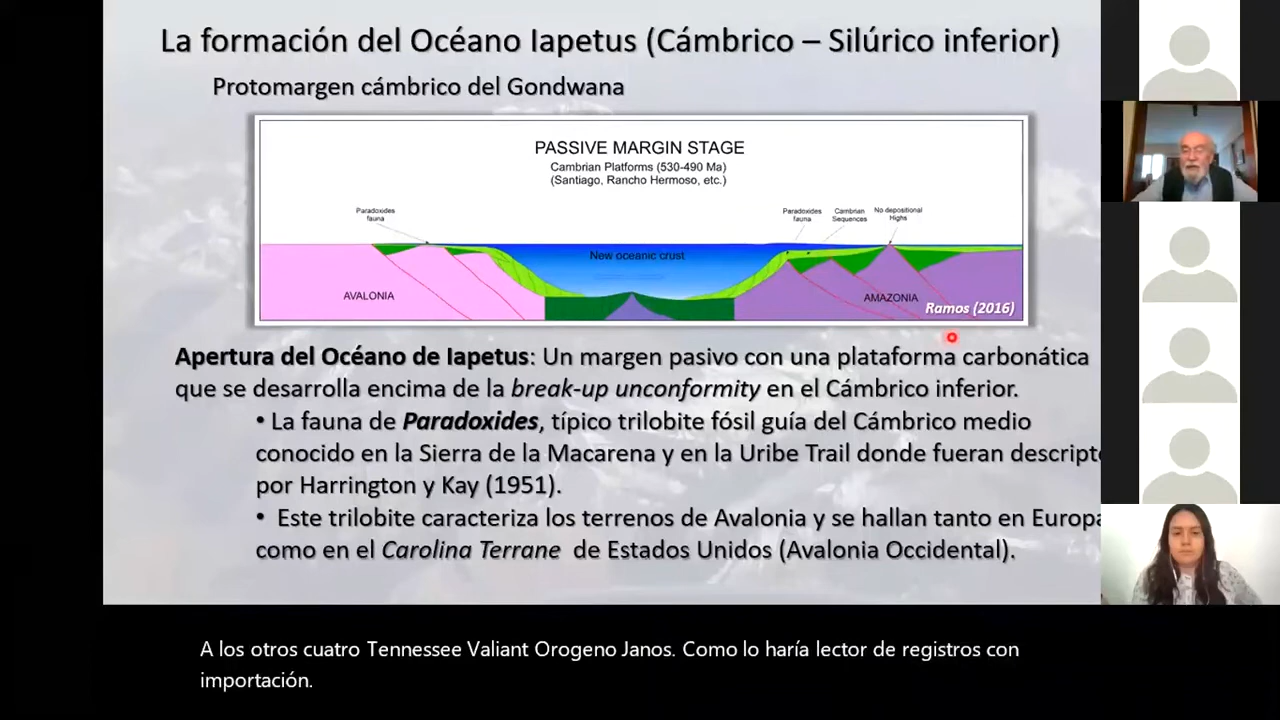 La formación del Océano Iapetus (Cámbrico – Silúrico inferior)
Protomargen cámbrico del Gondwana
PASSIVE MARGIN STAGE
Cambrian Platforms (530-490 Ma)
(Santiago, Rancho Hermoso, etc.)
Paradoxides
fauna
Paradoxides
fauna
Cambrian
Sequences
No depositional
Highs
New oceanic crust
AVALONIA
AMAZONIA
Ramos (2016)
Apertura del Océano de Iapetus: Un margen pasivo con una plataforma carbonática
que se desarrolla encima de la break-up unconformity en el Cámbrico inferior.
• La fauna de Paradoxides, típico trilobite fósil guía del Cámbrico medio
conocido en la Sierra de la Macarena y en la Uribe Trail donde fueran descript
por Harrington y Kay (1951).
• Este trilobite caracteriza los terrenos de Avalonia y se hallan tanto en Europa
como en el Carolina Terrane de Estados Unidos (Avalonia Occidental).
A los otros cuatro Tennessee Valiant Orogeno Janos. Como lo haría lector de registros con
importación.